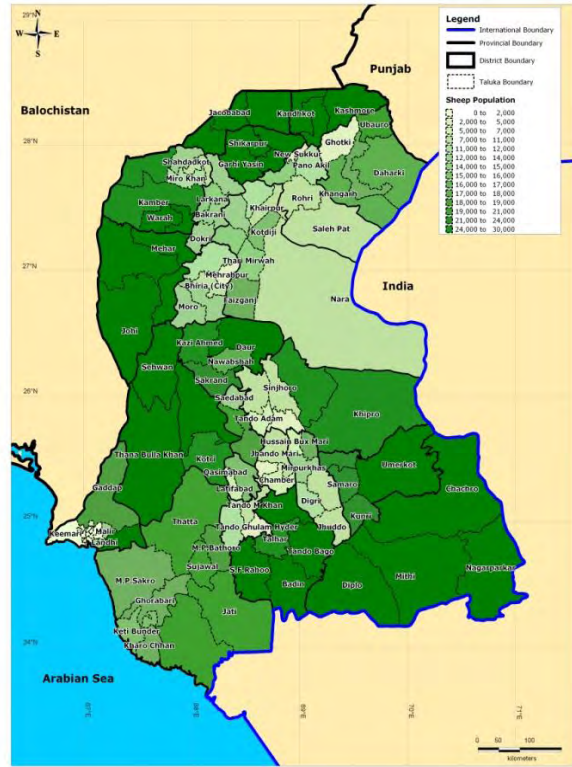 N
W E
S
29°N
28°N
27°N
26°N
25°N
24°N
67°E
68°E
69°E
70°E
71°E
Legend
International Boundary
Provincial Boundary
District Boundary
Taluka Boundary
Sheep Population
0 to 2,000
2,000 to 5,000
5,000 to 7,000
7,000 to 11,000
11,000 to 12,000
12,000 to 14,000
14,000 to 15,000
15,000 to 16,000
16,000 to 17,000
17,000 to 18,000
18,000 to 19,000
19,000 to 21,000
21,000 to 24,000
24,000 to 30,000
Punjab
Balochistan
India
Arabian Sea
Jacobabad
Kandhkot
Kashmore
Ubauro
Shikarpur
Ghotki
Shahdadkot
Garhi Yasin
New Sukkur
Pano Akil
Daharki
Miro Khan
Khangarh
Kamber
Larkana
Khairpur
Rohri
Warah
Bakrani
Saleh Pat
Kotdiji
Mehar
Dokri
Thari Mirwah
Mehrabpur
Bhiria (City)
Nara
Faizganj
Moro
Johi
Kazi Ahmed
Daur
Nawabshah
Sehwan
Sakrand
Sinjhoro
Saedabad
Khipro
Tando Adam
Hussain Bux Mari
Thana Bulla Khan
Kotri
Jhando Mari
Mirpurkhas
Umerkot
Qasimabad
Chamber
Samaro
Chachro
Gaddap
Latifabad
Digri
Tando M.Khan
Kunri
Thatta
Tando Ghulam Hyder
Jhuddo
Keemari
Malir
Landhi
Talhar
M.P.Bathoro
Tando Bago
Sujawal
S.F.Rahoo
Badin
Diplo
Mithi
Nagarparkar
M.P.Sakro
Ghorabari
Jati
Keti Bunder
Kharo Chhan
0 50 100
kilometers